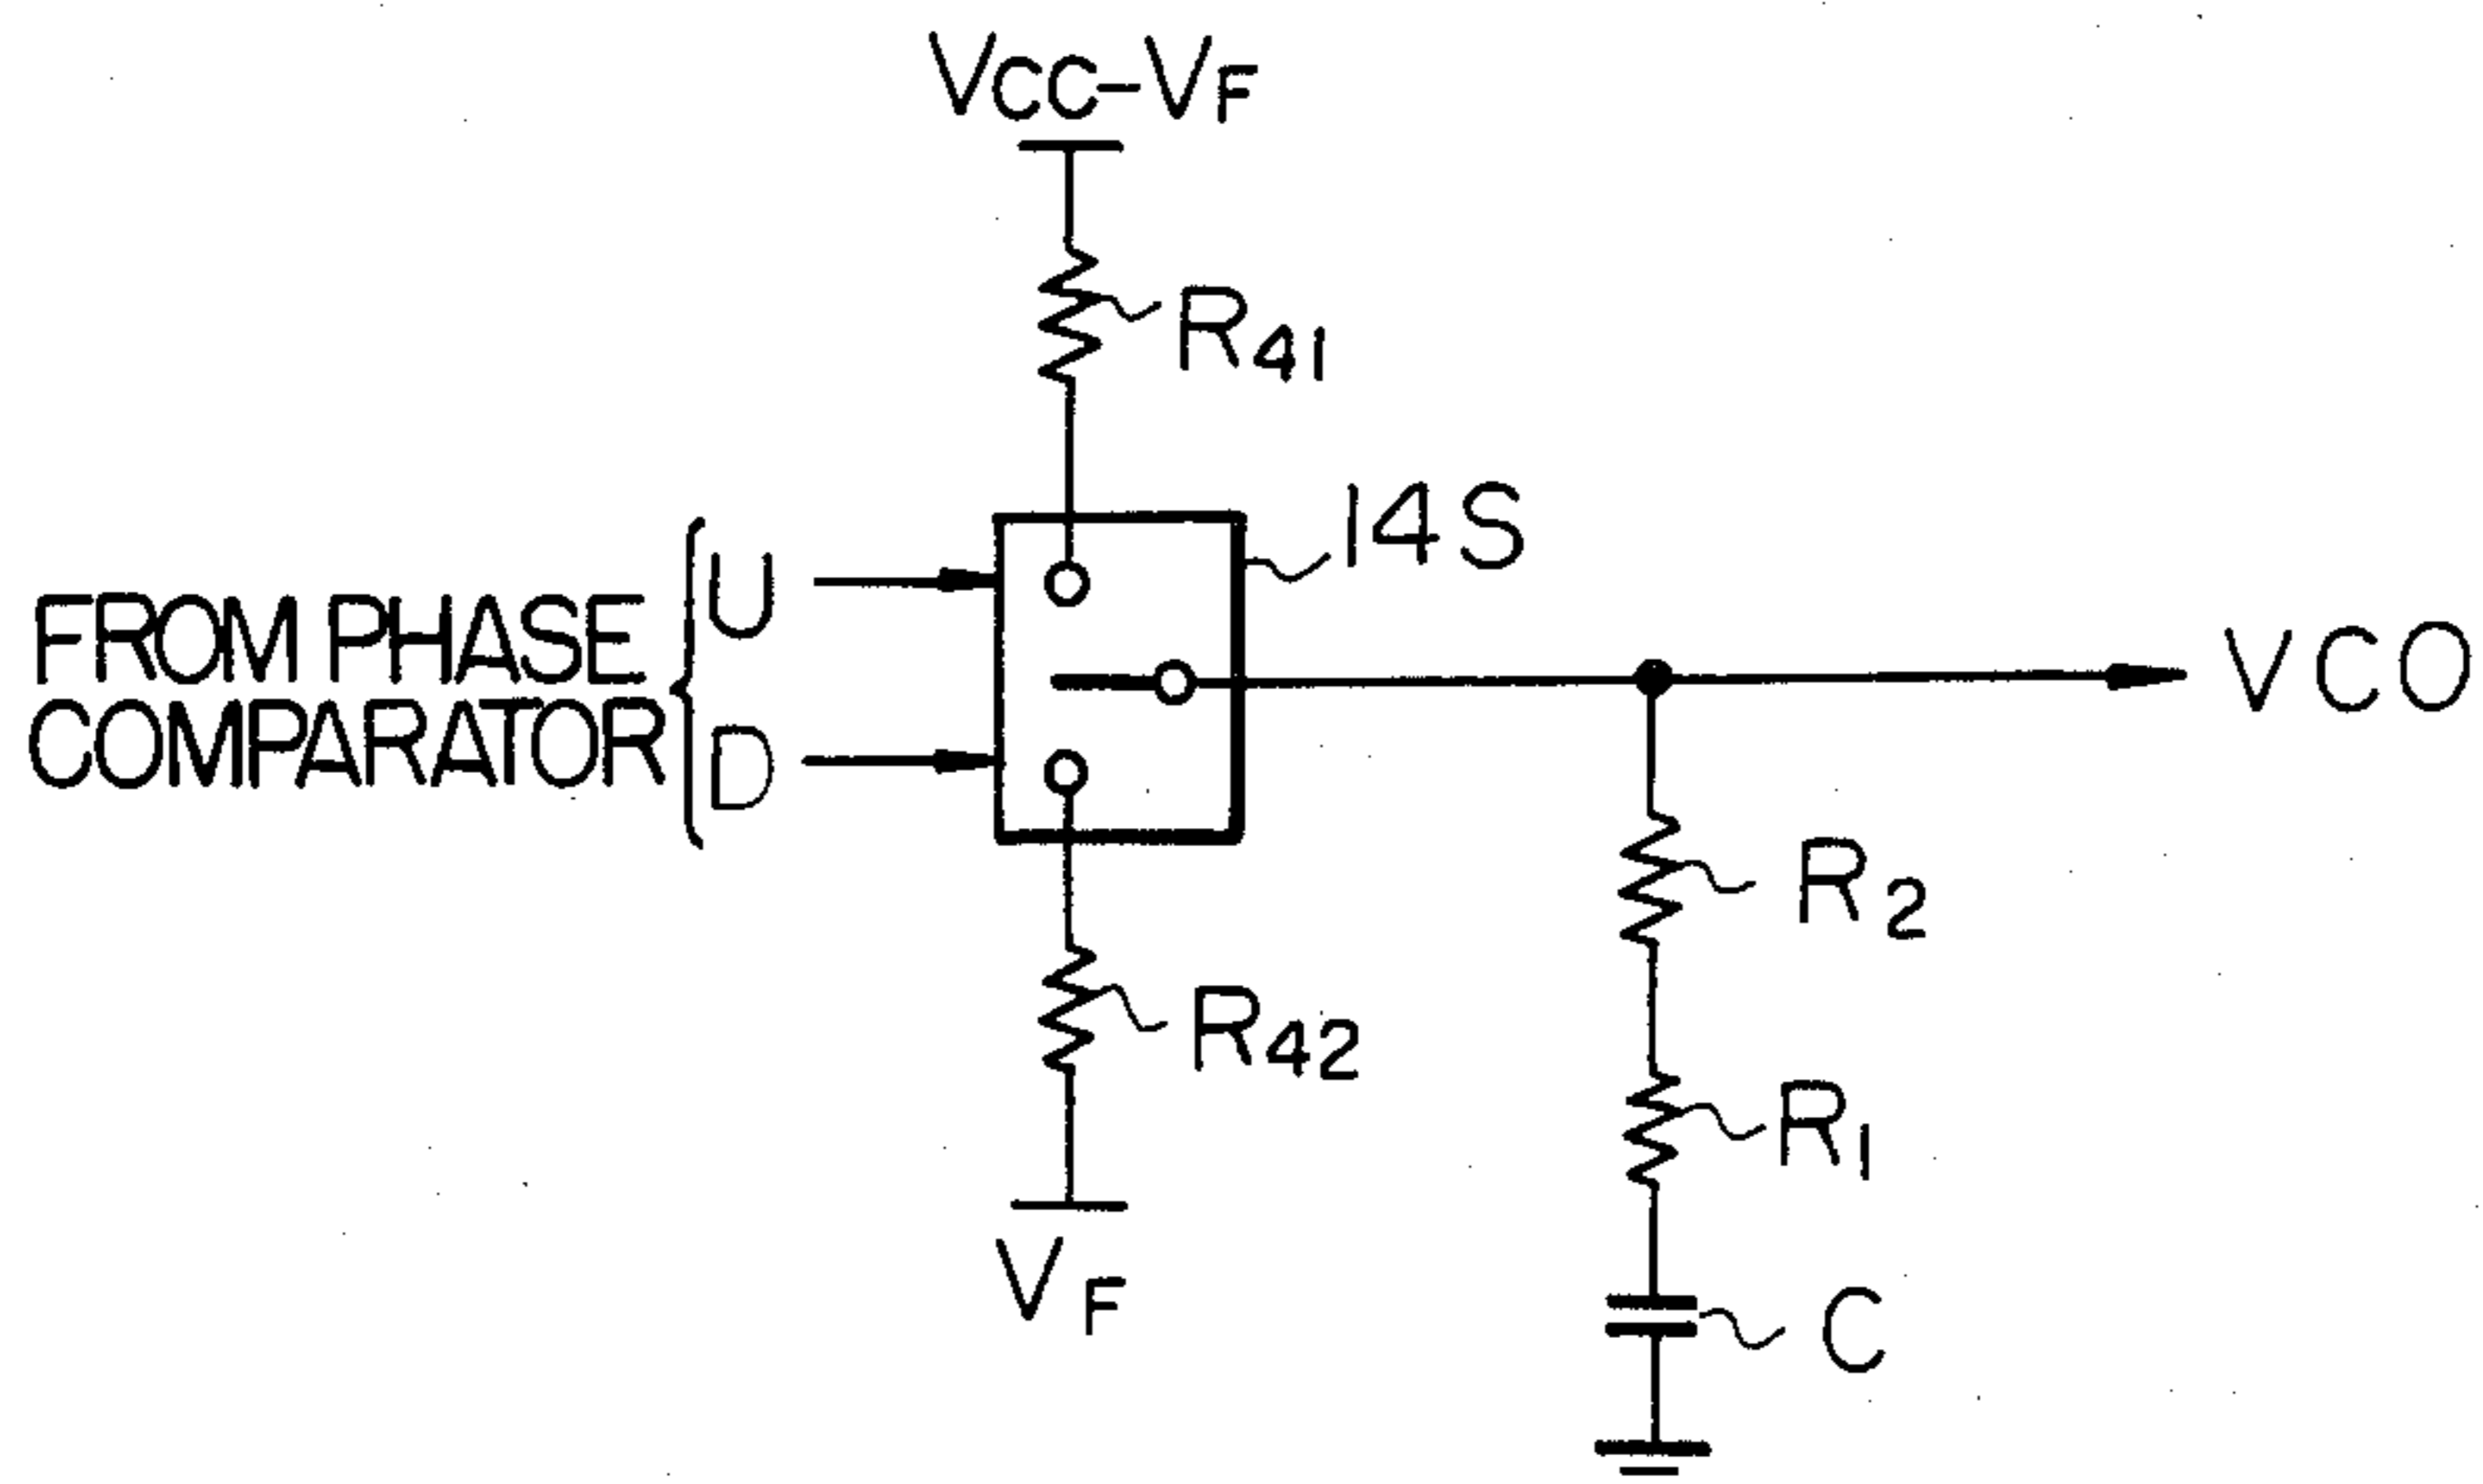 VCC-VF
R41
14S
FROM PHASE
COMPARATOR
U
D
VCO
R2
R42
R1
VF
C